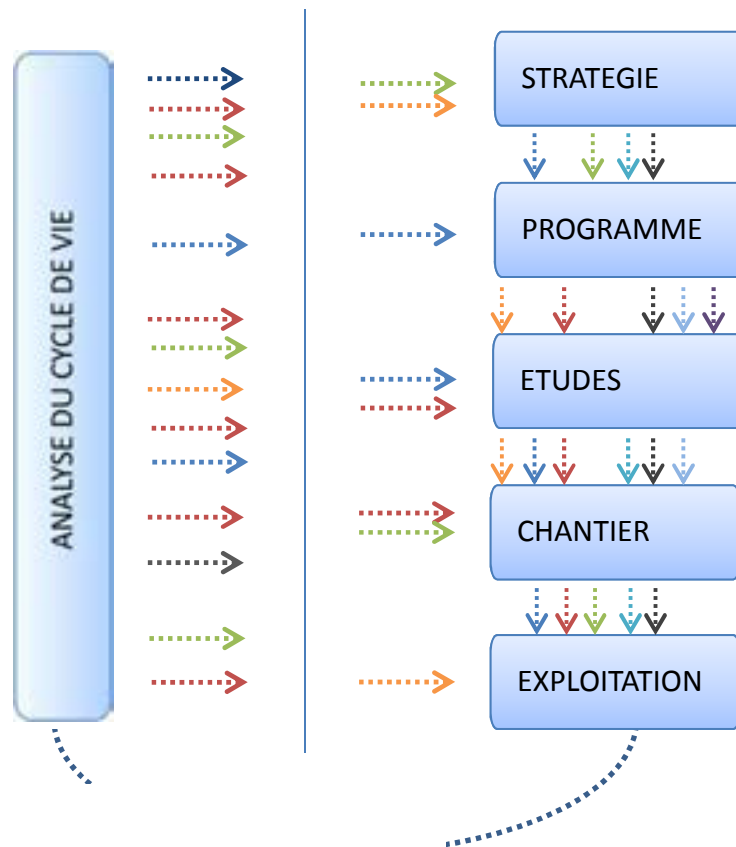 ANALYSE DU CYCLE DE VIE
STRATEGIE
PROGRAMME
ETUDES
CHANTIER
EXPLOITATION